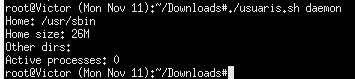 root@Victor (Mon Nov 11):~/Downloads#./usuaris.sh daemon
Home: /usr/sbin
Home size: 26M
Other dirs:
Active processes: 0
root@Victor (Mon Nov 11):~/Downloads#